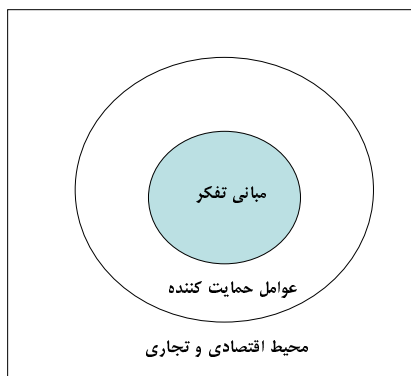 مبانی تفکر
عوامل حمایت کننده
محیط اقتصادی و تجاری